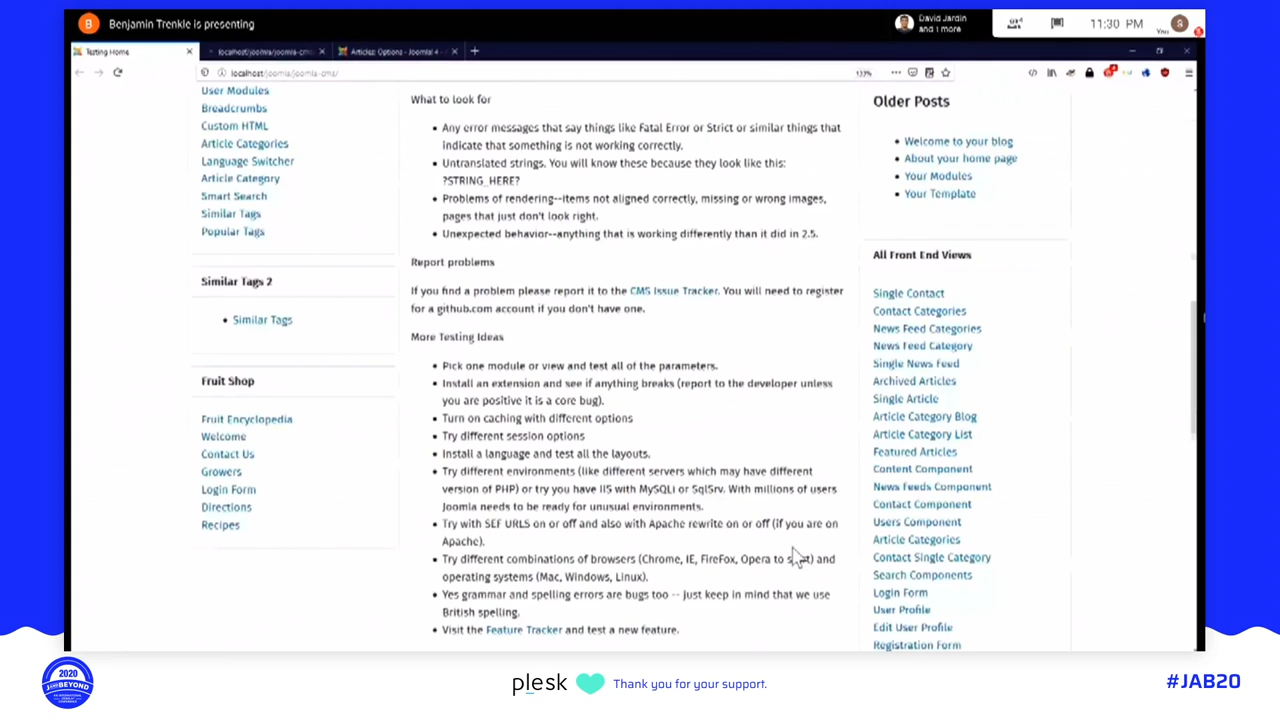 B Benjamin Trenkle is presenting
David Jardin
and 1 more
11:30 PM
You
S
Testing Home
localhost/joomla/joomla-cms
Articles: Options - Joomla! 4 -
localhost/joomla/joomla-cms/
133%
User Modules
Breadcrumbs
Custom HTML
Article Categories
Language Switcher
Article Category
Smart Search
Similar Tags
Popular Tags
Similar Tags 2
Similar Tags
Fruit Shop
Fruit Encyclopedia
Welcome
Contact Us
Growers
Login Form
Directions
Recipes
What to look for
Any error messages that say things like Fatal Error or Strict or similar things that
indicate that something is not working correctly.
Untranslated strings. You will know these because they look like this:
?STRING_HERE?
Problems of rendering--items not aligned correctly, missing or wrong images,
pages that just don't look right.
Unexpected behavior--anything that is working differently than it did in 2.5.
Report problems
If you find a problem please report it to the CMS Issue Tracker. You will need to register
for a github.com account if you don't have one.
More Testing Ideas
Pick one module or view and test all of the parameters.
Install an extension and see if anything breaks (report to the developer unless
you are positive it is a core bug).
Turn on caching with different options
Try different session options
Install a language and test all the layouts.
Try different environments (like different servers which may have different
version of PHP) or try you have IIS with MySQLi or SqlSrv. With millions of users
Joomla needs to be ready for unusual environments.
Try with SEF URLS on or off and also with Apache rewrite on or off (if you are on
Apache).
Try different combinations of browsers (Chrome, IE, FireFox, Opera to and
operating systems (Mac, Windows, Linux).
Yes grammar and spelling errors are bugs too -- just keep in mind that we use
British spelling.
Visit the Feature Tracker and test a new feature.
Older Posts
Welcome to your blog
About your home page
Your Modules
Your Template
All Front End Views
Single Contact
Contact Categories
News Feed Categories
News Feed Category
Single News Feed
Archived Articles
Single Article
Article Category Blog
Article Category List
Featured Articles
Content Component
News Feeds Component
Contact Component
Users Component
Article Categories
Contact Single Category
Search Components
Login Form
User Profile
Edit User Profile
Registration Form
2020
JANDBEYOND
plesk
Thank you for your support.
#JAB20